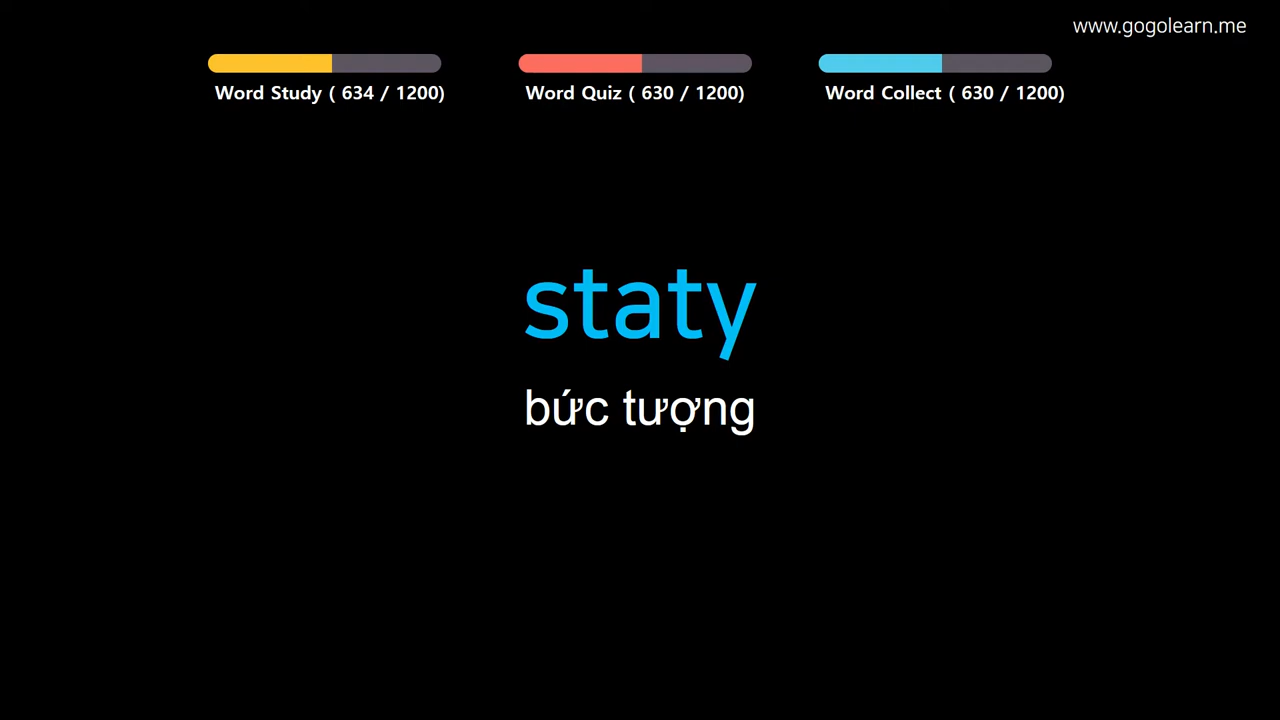 www.gogolearn.me
Word Study ( 634 / 1200)
Word Quiz ( 630 / 1200)
Word Collect ( 630 / 1200)
staty
bức tượng